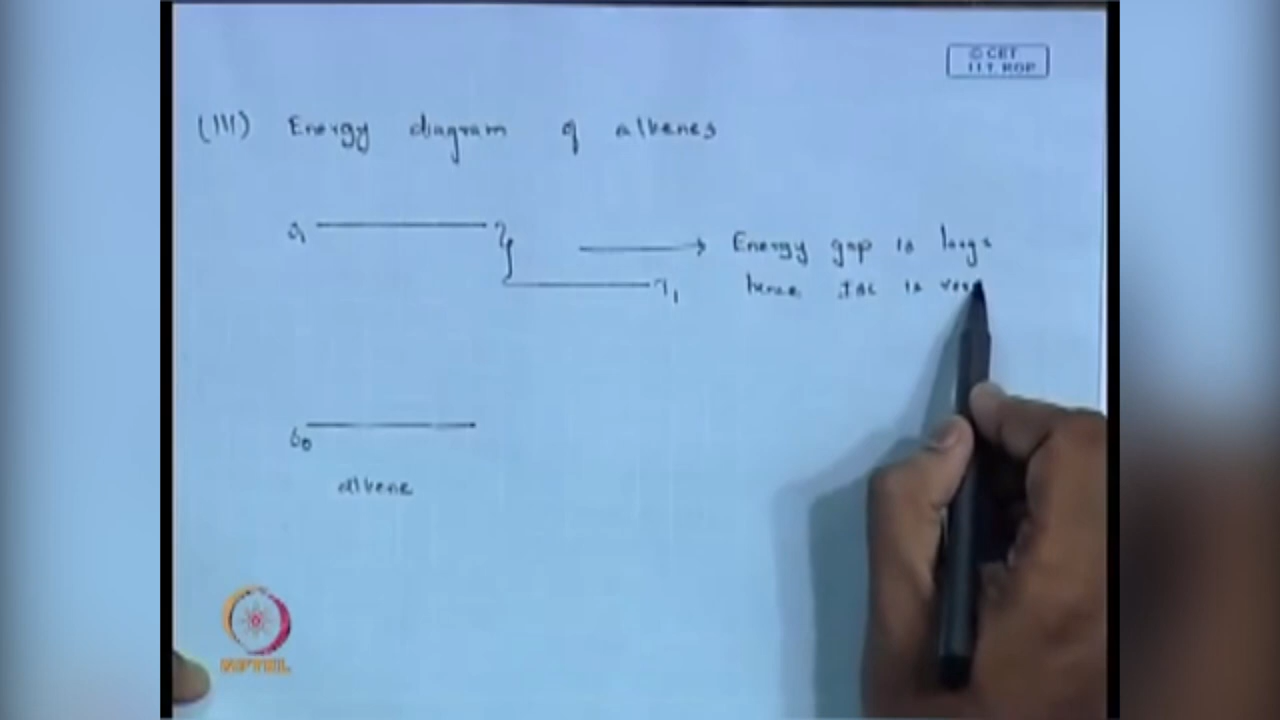 © CET
I.I.T. KGP
(III) Energy diagram of alkenes
S₁
T₁
Energy gap is large
hence ISC is very
S₀
alkene
NPTEL